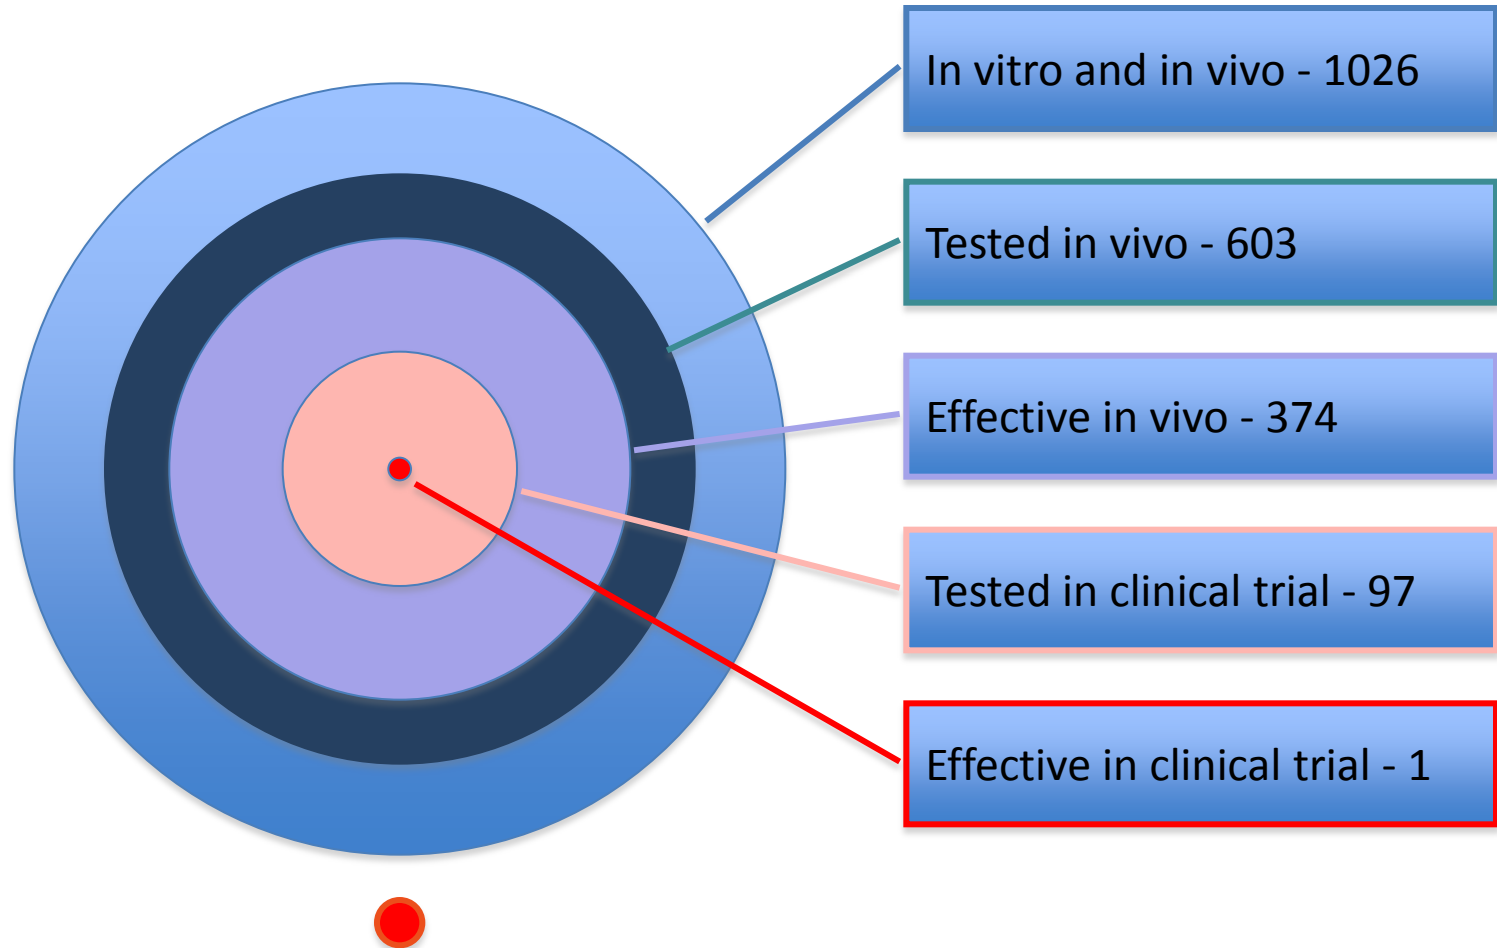 In vitro and in vivo - 1026
Tested in vivo - 603
Effective in vivo - 374
Tested in clinical trial - 97
Effective in clinical trial - 1